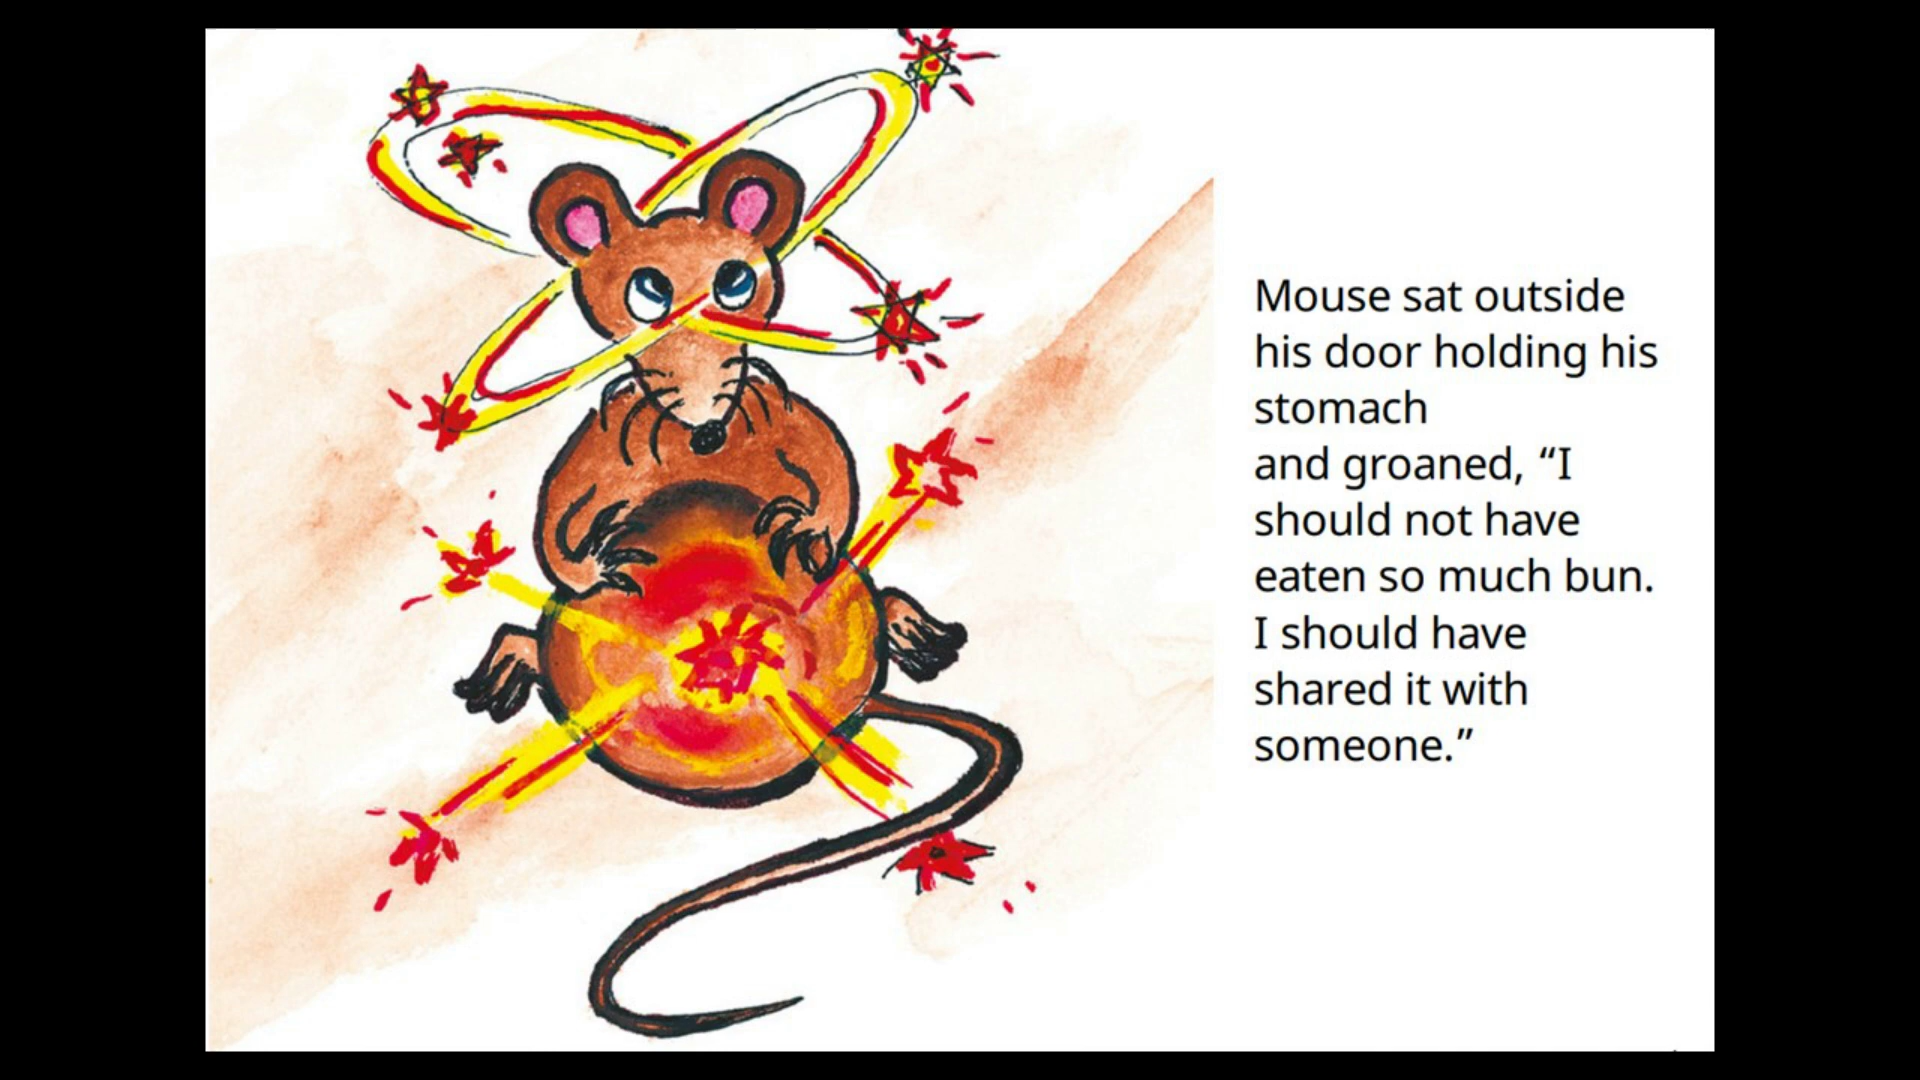 Mouse sat outside
his door holding his
stomach
and groaned, “I
should not have
eaten so much bun.
I should have
shared it with
someone.”